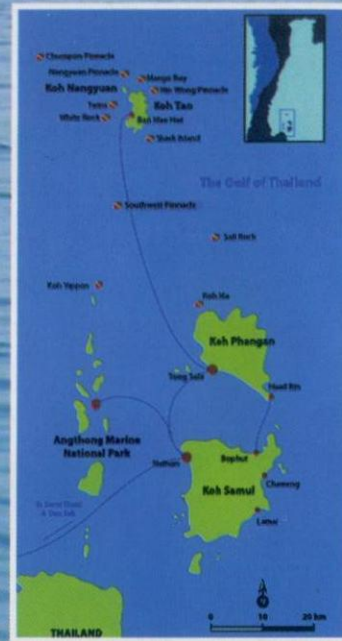 Chumpon Pinnacle
Nangyuan Pinnacle
Mango Bay
Koh Nangyuan
Hin Wong Pinnacle
Twins
Koh Tao
White Rock
Ban Mae Hat
Shark Island
The Gulf of Thailand
Southwest Pinnacle
Sail Rock
Koh Yippon
Koh Ma
Koh Phangan
Tong Sala
Haad Rin
Angthong Marine
National Park
Nathon
Bophut
Chaweng
Koh Samui
Lamai
THAILAND
0 10 20 km